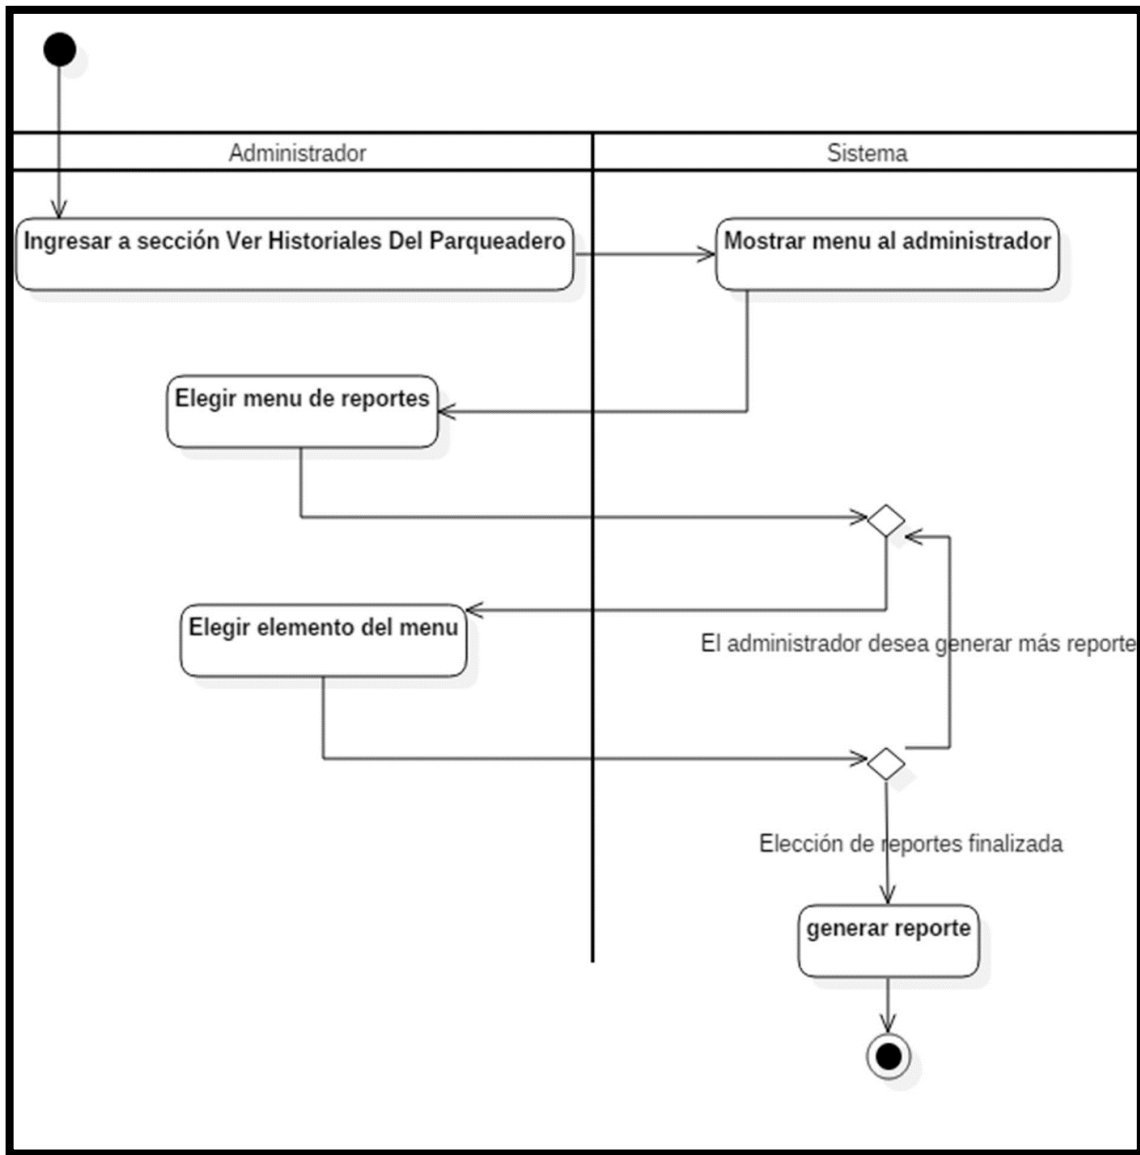 Administrador
Sistema
Ingresar a sección Ver Historiales Del Parqueadero
Mostrar menu al administrador
Elegir menu de reportes
Elegir elemento del menu
El administrador desea generar más reporte
Elección de reportes finalizada
generar reporte